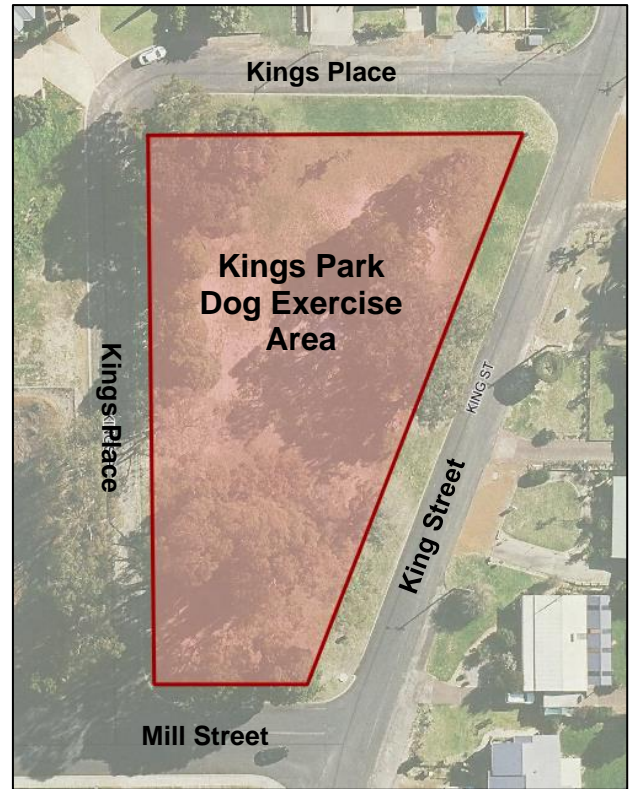 Kings Place
Kings Park
Dog Exercise
Area
Kings Place
KING ST
King Street
Mill Street